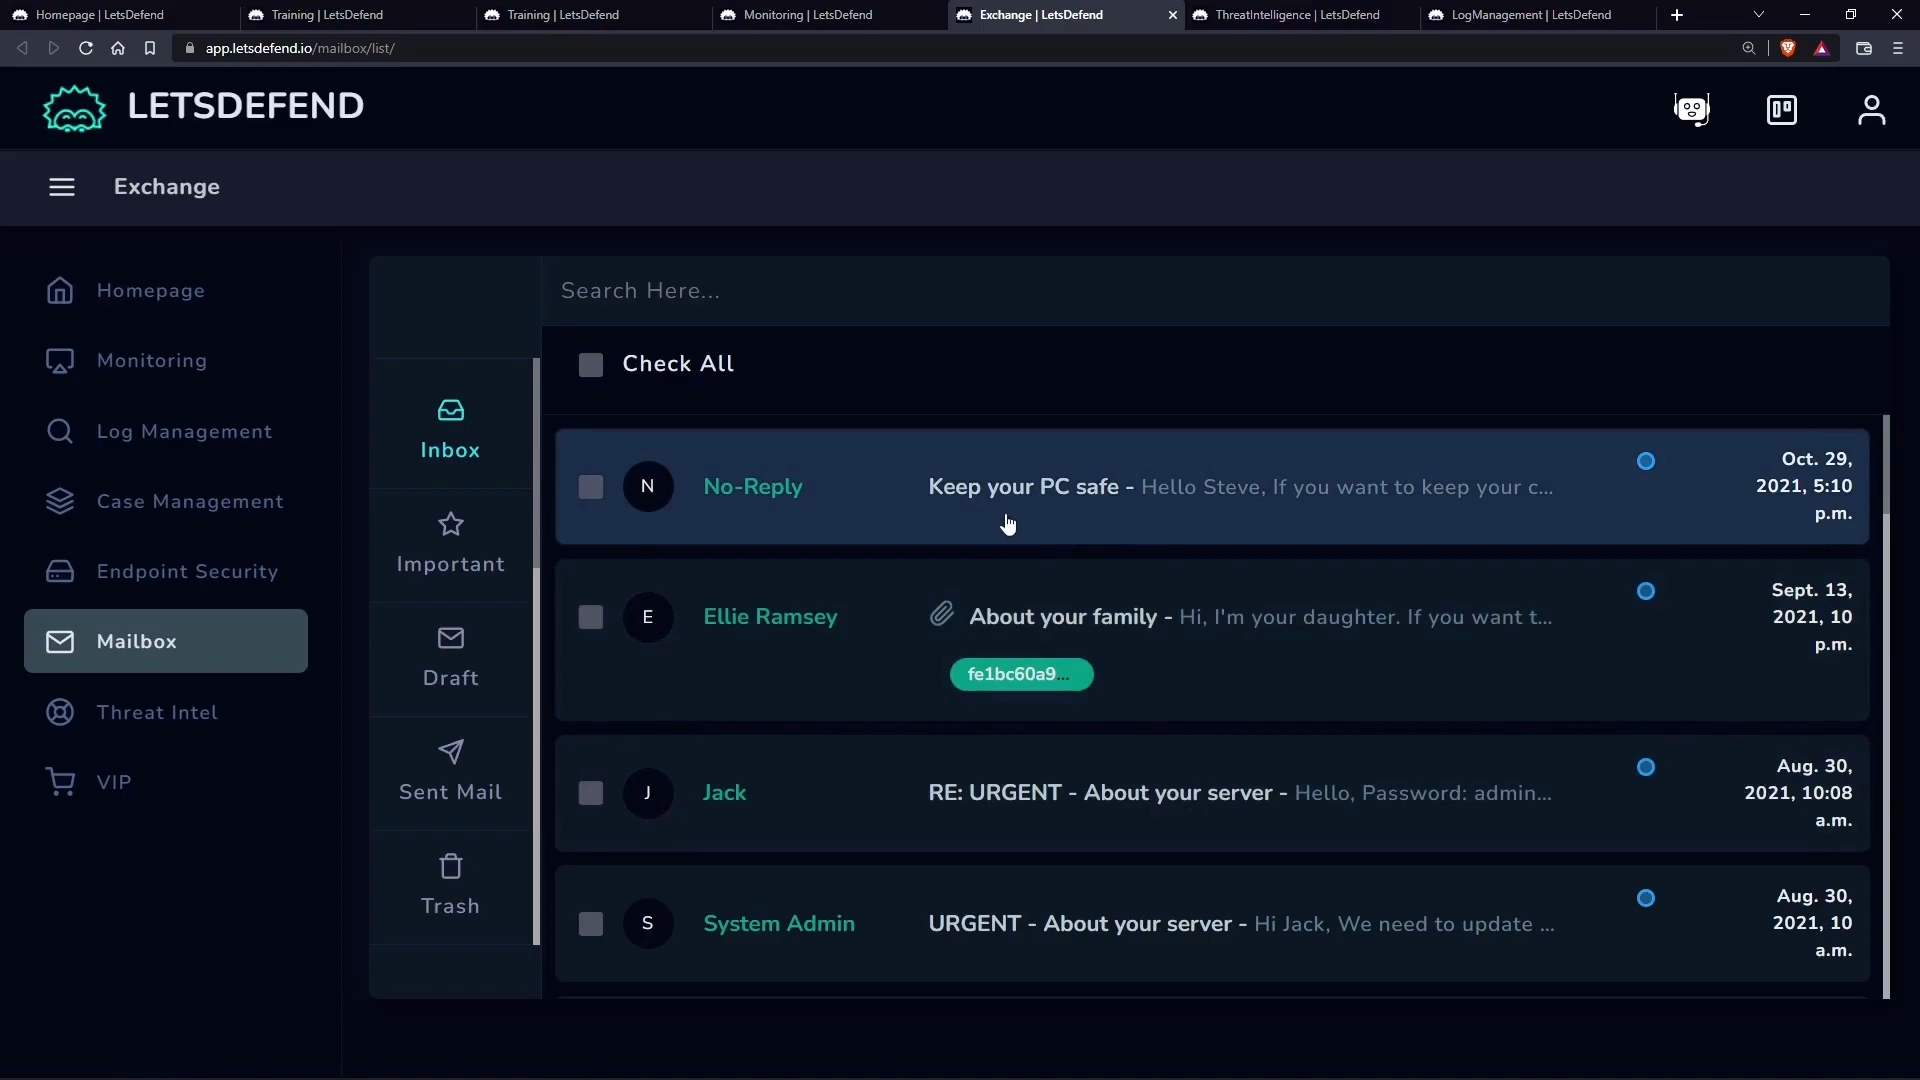 Homepage | LetsDefend
Training | LetsDefend
Training | LetsDefend
Monitoring | LetsDefend
Exchange | LetsDefend
ThreatIntelligence | LetsDefend
LogManagement | LetsDefend
app.letsdefend.io/mailbox/list/
LETSDEFEND
Exchange
Homepage
Monitoring
Log Management
Case Management
Endpoint Security
Mailbox
Threat Intel
VIP
Inbox
Important
Draft
Sent Mail
Trash
Search Here...
Check All
N No-Reply Keep your PC safe - Hello Steve, If you want to keep your c... Oct. 29,
2021, 5:10
p.m.
E Ellie Ramsey About your family - Hi, I'm your daughter. If you want t... Sept. 13,
2021, 10
p.m.
fe1bc60a9...
J Jack RE: URGENT - About your server - Hello, Password: admin... Aug. 30,
2021, 10:08
a.m.
S System Admin URGENT - About your server - Hi Jack, We need to update ... Aug. 30,
2021, 10
a.m.